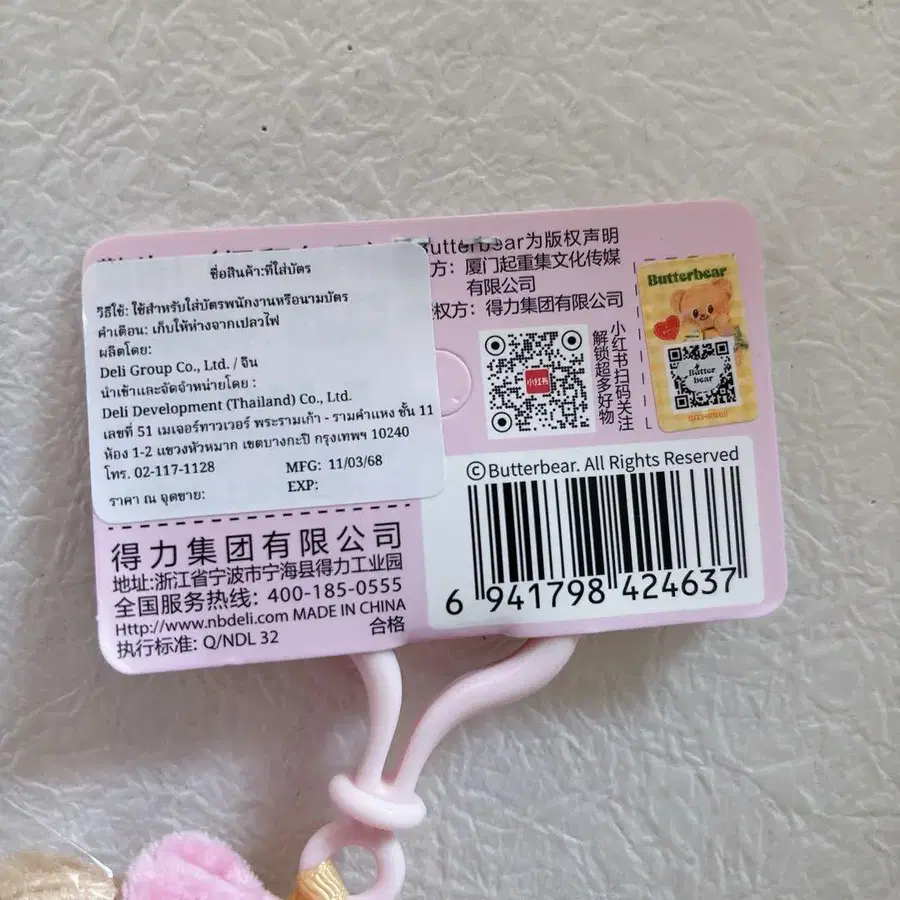 ชื่อสินค้า:ที่ใส่บัตร
วิธีใช้: ใช้สำหรับใส่บัตรพนักงานหรือนามบัตร
คำเตือน: เก็บให้ห่างจากเปลวไฟ
ผลิตโดย:
Deli Group Co., Ltd. / จีน
นำเข้าและจัดจำหน่ายโดย :
Deli Development (Thailand) Co., Ltd.
เลขที่ 51 เมเจอร์ทาวเวอร์ พระรามเก้า - รามคำแหง ชั้น 11
ห้อง 1-2 แขวงหัวหมาก เขตบางกะปิ กรุงเทพฯ 10240
โทร. 02-117-1128
MFG: 11/03/68
ราคา ณ จุดขาย:
EXP:
Butterbear为版权声明
方：厦门起重集文化传媒
有限公司
权方：得力集团有限公司
小红书
小红书扫码关注
解锁超多好物
Butterbear
Butter
bear
©Butterbear. All Rights Reserved
6 941798 424637
得力集团有限公司
地址:浙江省宁波市宁海县得力工业园
全国服务热线: 400-185-0555
Http://www.nbdeli.com MADE IN CHINA
执行标准: Q/NDL 32
合格